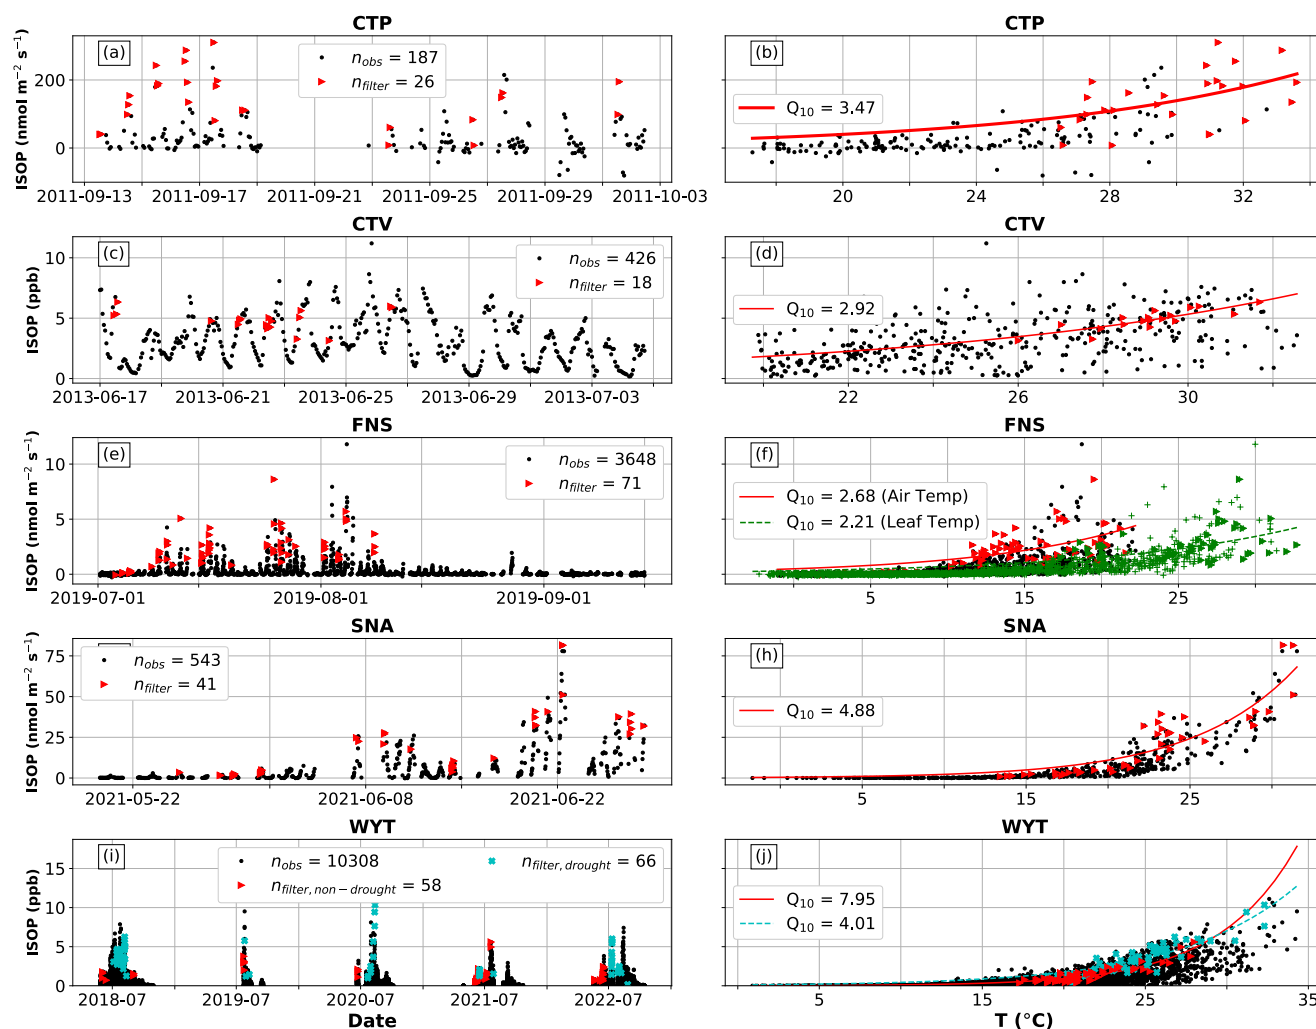 CTP
CTP
ISOP (nmol m⁻² s⁻¹)
200
0
(a)
n_obs = 187
n_filter = 26
2011-09-13
2011-09-17
2011-09-21
2011-09-25
2011-09-29
2011-10-03
(b)
Q₁₀ = 3.47
20
24
28
32
CTV
CTV
ISOP (ppb)
10
5
0
(c)
n_obs = 426
n_filter = 18
2013-06-17
2013-06-21
2013-06-25
2013-06-29
2013-07-03
(d)
Q₁₀ = 2.92
22
26
30
FNS
FNS
ISOP (nmol m⁻² s⁻¹)
10
5
0
(e)
n_obs = 3648
n_filter = 71
2019-07-01
2019-08-01
2019-09-01
(f)
Q₁₀ = 2.68 (Air Temp)
Q₁₀ = 2.21 (Leaf Temp)
5
15
25
SNA
SNA
ISOP (nmol m⁻² s⁻¹)
75
50
25
0
n_obs = 543
n_filter = 41
2021-05-22
2021-06-08
2021-06-22
(h)
Q₁₀ = 4.88
5
15
25
WYT
WYT
ISOP (ppb)
15
10
5
0
(i)
n_obs = 10308
n_filter, non−drought = 58
n_filter, drought = 66
2018-07
2019-07
2020-07
2021-07
2022-07
Date
(j)
Q₁₀ = 7.95
Q₁₀ = 4.01
5
15
25
35
T (°C)